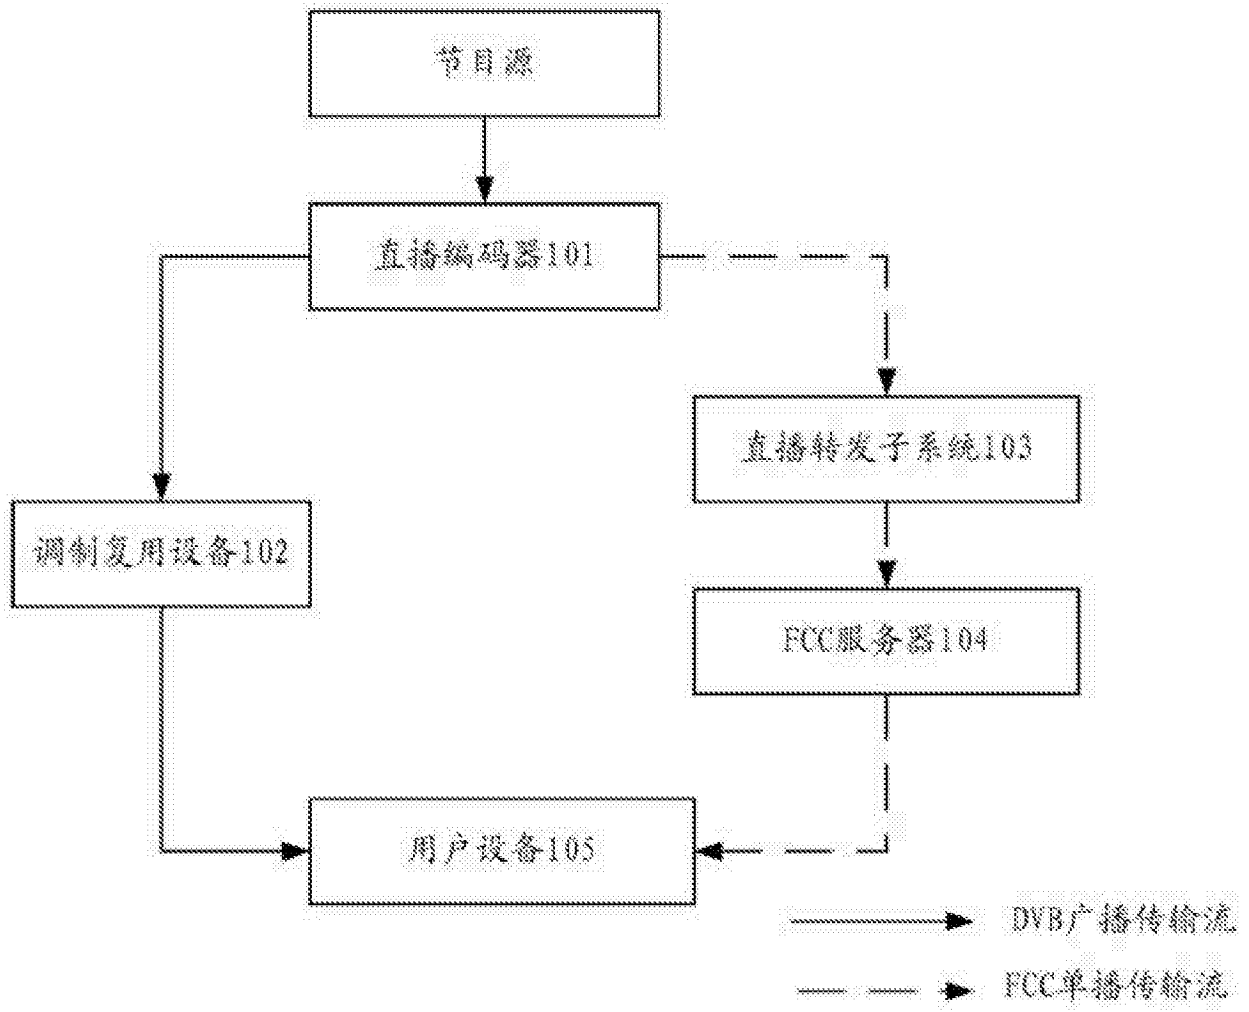 节目源
直播编码器101
直播转发子系统103
调制复用设备102
FCC服务器104
用户设备105
DVB广播传输流
FCC单播传输流